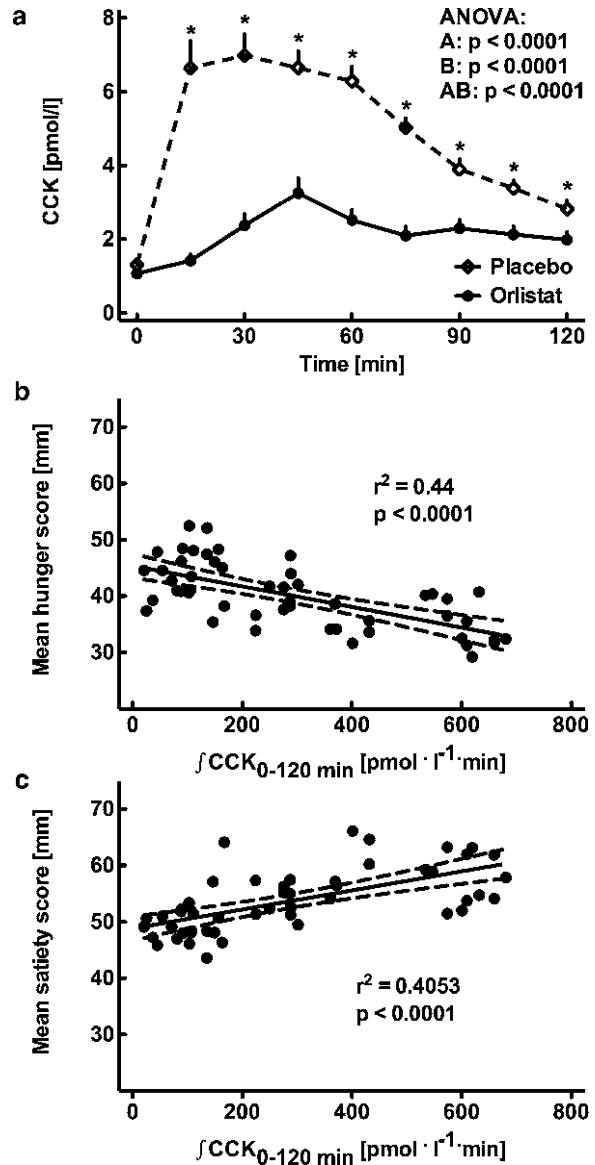 a
ANOVA:
A: p < 0.0001
B: p < 0.0001
AB: p < 0.0001
* * * * * * * *
8
6
4
2
0
CCK [pmol/l]
Placebo
Orlistat
0 30 60 90 120
Time [min]
b
70
60
50
40
30
Mean hunger score [mm]
r² = 0.44
p < 0.0001
0 200 400 600 800
∫CCK0-120 min [pmol · l⁻¹·min]
c
70
60
50
40
30
Mean satiety score [mm]
r² = 0.4053
p < 0.0001
0 200 400 600 800
∫CCK0-120 min [pmol · l⁻¹·min]